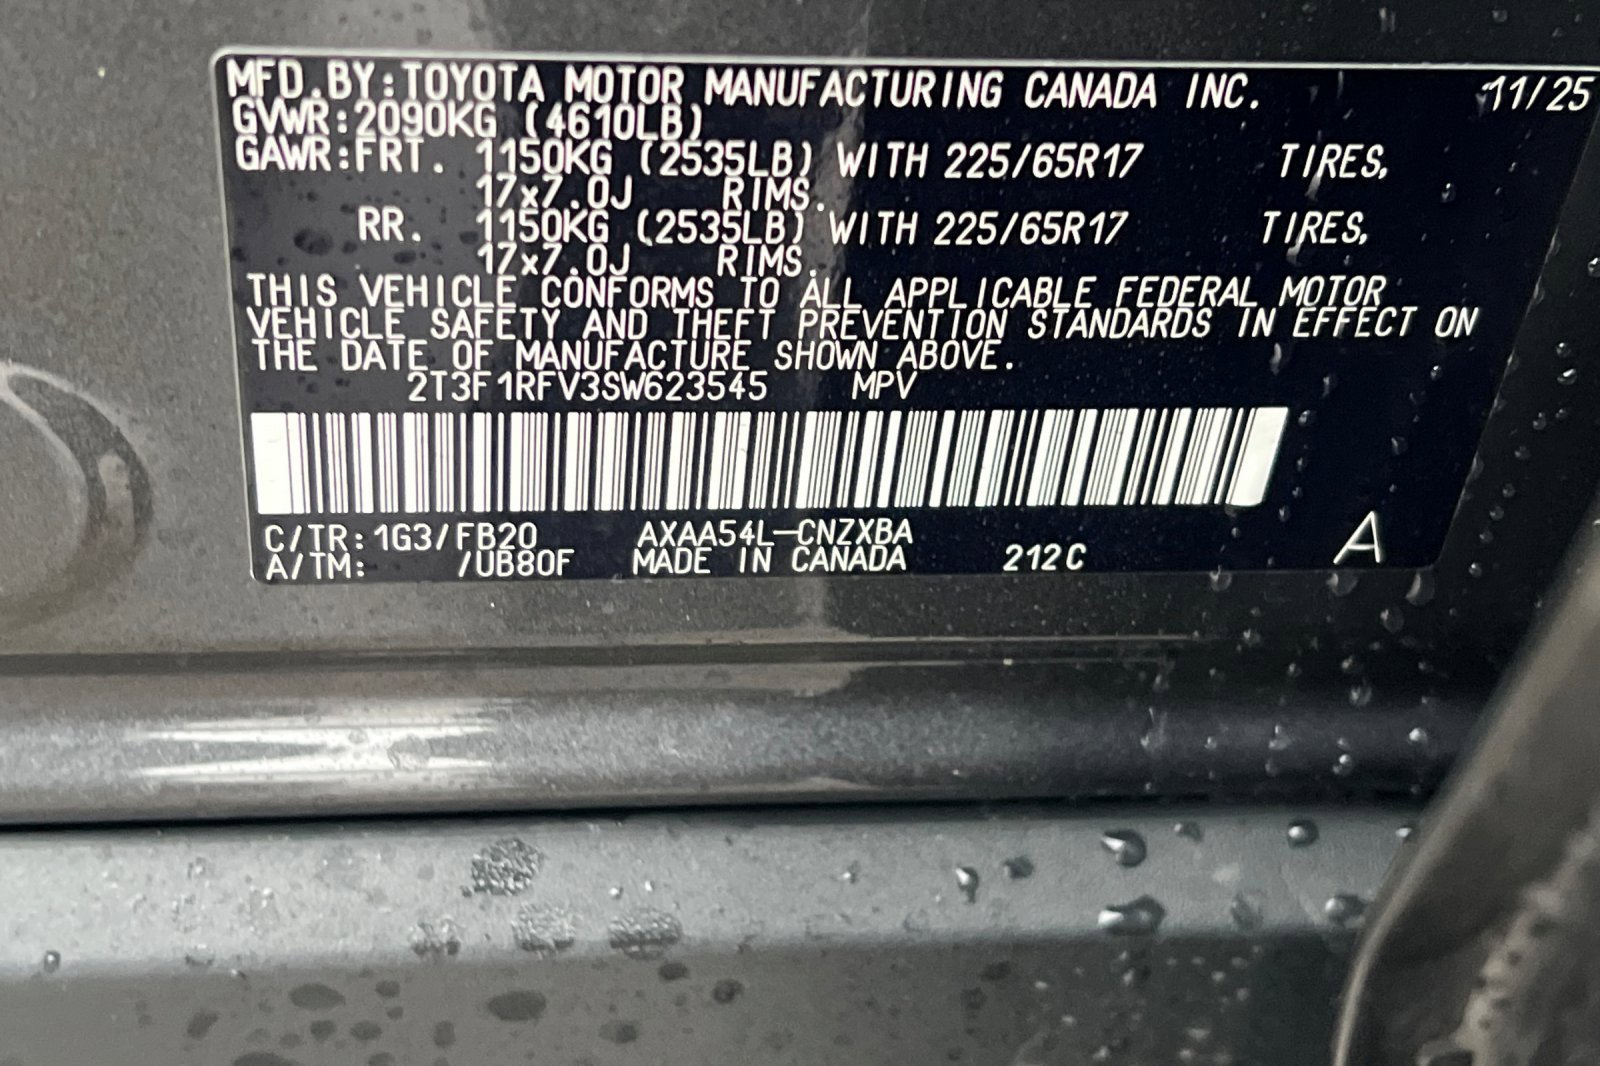 MFD.BY:TOYOTA MOTOR MANUFACTURING CANADA INC. 11/25
GVWR:2090KG (4610LB)
GAWR:FRT. 1150KG (2535LB) WITH 225/65R17 TIRES,
17x7.0J RIMS.
RR. 1150KG (2535LB) WITH 225/65R17 TIRES,
17x7.0J RIMS.
THIS VEHICLE CONFORMS TO ALL APPLICABLE FEDERAL MOTOR
VEHICLE SAFETY AND THEFT PREVENTION STANDARDS IN EFFECT ON
THE DATE OF MANUFACTURE SHOWN ABOVE.
2T3F1RFV3SW623545 MPV
C/TR:1G3/FB20 AXAA54L-CNZXBA
A/TM: /UB80F MADE IN CANADA 212C A